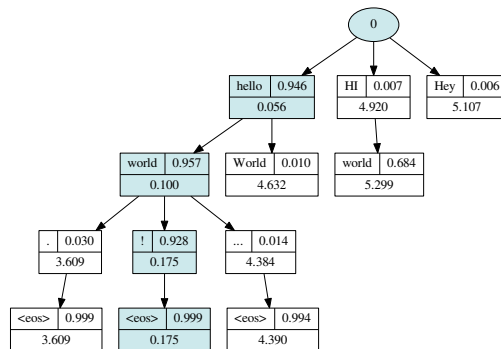 0
hello 0.946 HI 0.007 Hey 0.006
0.056 4.920 5.107
world 0.957 World 0.010 world 0.684
0.100 4.632 5.299
. 0.030 ! 0.928 ... 0.014
3.609 0.175 4.384
<eos> 0.999 <eos> 0.999 <eos> 0.994
3.609 0.175 4.390